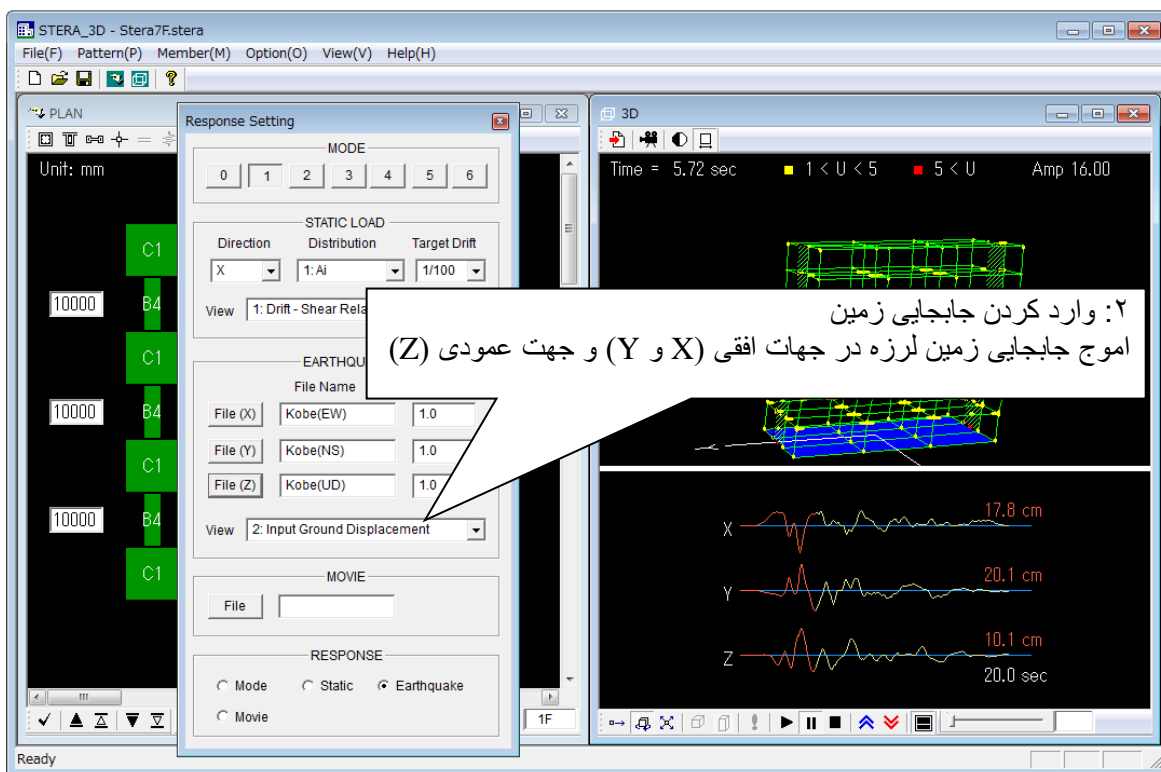 STERA_3D - Stera7F.stera
File(F) Pattern(P) Member(M) Option(O) View(V) Help(H)
PLAN
Unit: mm
C1
10000 B4
C1
10000 B4
C1
10000 B4
C1
1F
Response Setting
MODE
0 1 2 3 4 5 6
STATIC LOAD
Direction Distribution Target Drift
X 1: Ai 1/100
View 1: Drift - Shear Rela
EARTHQU
File Name
File (X) Kobe(EW) 1.0
File (Y) Kobe(NS) 1.0
File (Z) Kobe(UD) 1.0
View 2: Input Ground Displacement
MOVIE
File
RESPONSE
Mode Static Earthquake
Movie
۲: وارد کردن جابجایی زمین
اموج جابجایی زمین لرزه در جهات افقی (X و Y) و جهت عمودی (Z)
3D
Time = 5.72 sec 1 < U < 5 5 < U Amp 16.00
17.8 cm
X
20.1 cm
Y
10.1 cm
Z
20.0 sec
Ready